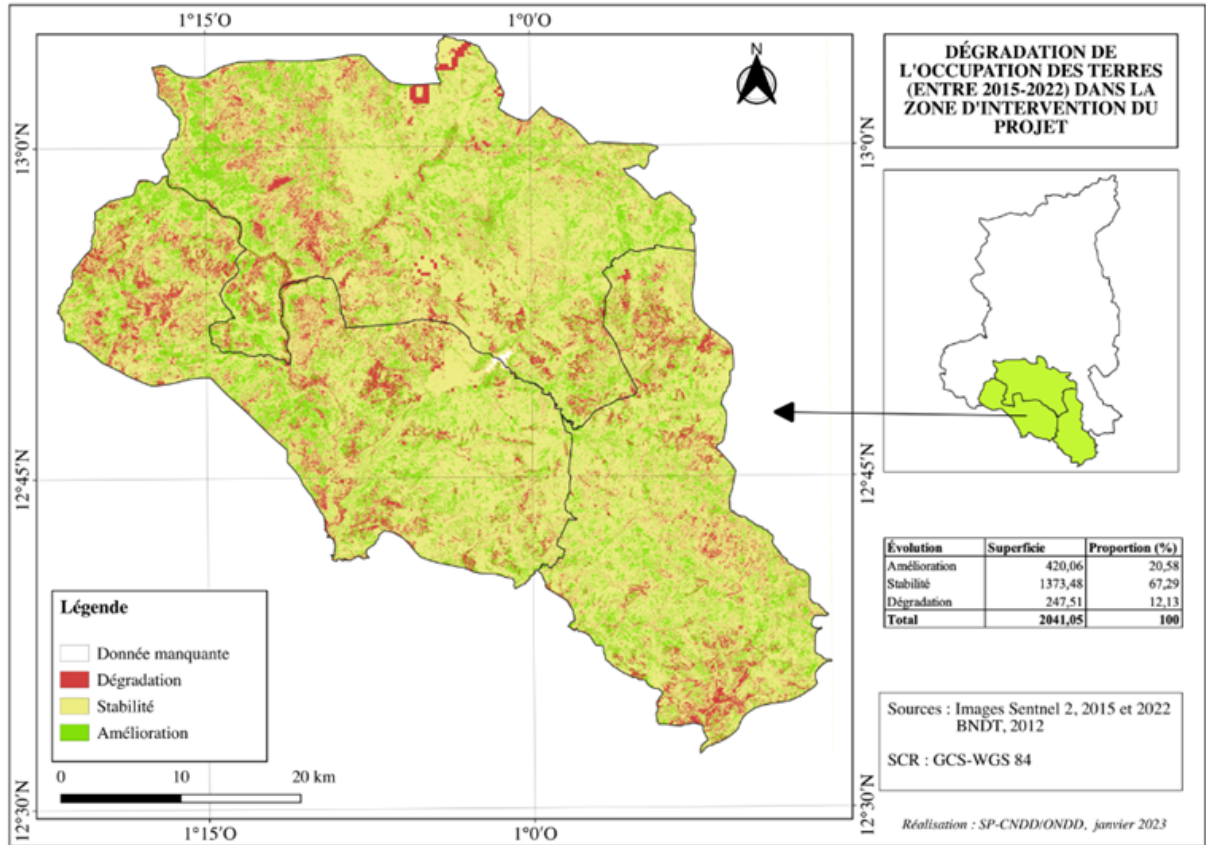 1°15'O 1°0'O
N
13°0'N 13°0'N
12°45'N 12°45'N
12°30'N 12°30'N
1°15'O 1°0'O
Légende
Donnée manquante
Dégradation
Stabilité
Amélioration
0 10 20 km
DÉGRADATION DE
L'OCCUPATION DES TERRES
(ENTRE 2015-2022) DANS LA
ZONE D'INTERVENTION DU
PROJET
Évolution Superficie Proportion (%)
Amélioration 420,06 20,58
Stabilité 1373,48 67,29
Dégradation 247,51 12,13
Total 2041,05 100
Sources : Images Sentnel 2, 2015 et 2022
BNDT, 2012
SCR : GCS-WGS 84
Réalisation : SP-CNDD/ONDD, janvier 2023